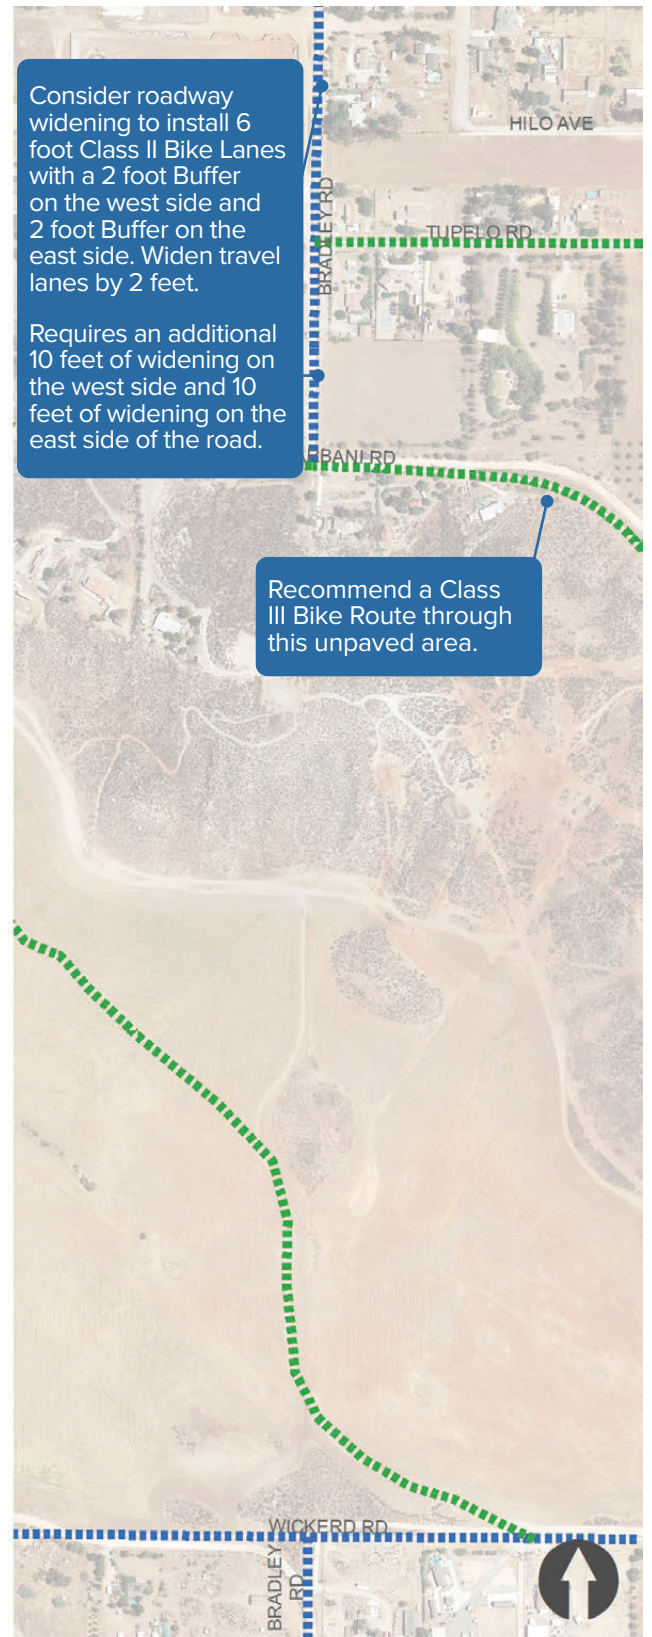 Consider roadway
widening to install 6
foot Class II Bike Lanes
with a 2 foot Buffer
on the west side and
2 foot Buffer on the
east side. Widen travel
lanes by 2 feet.
Requires an additional
10 feet of widening on
the west side and 10
feet of widening on the
east side of the road.
HILO AVE
BRADLEY RD
TUPELO RD
RBANI RD
Recommend a Class
III Bike Route through
this unpaved area.
WICKERD RD
BRADLEY
RD